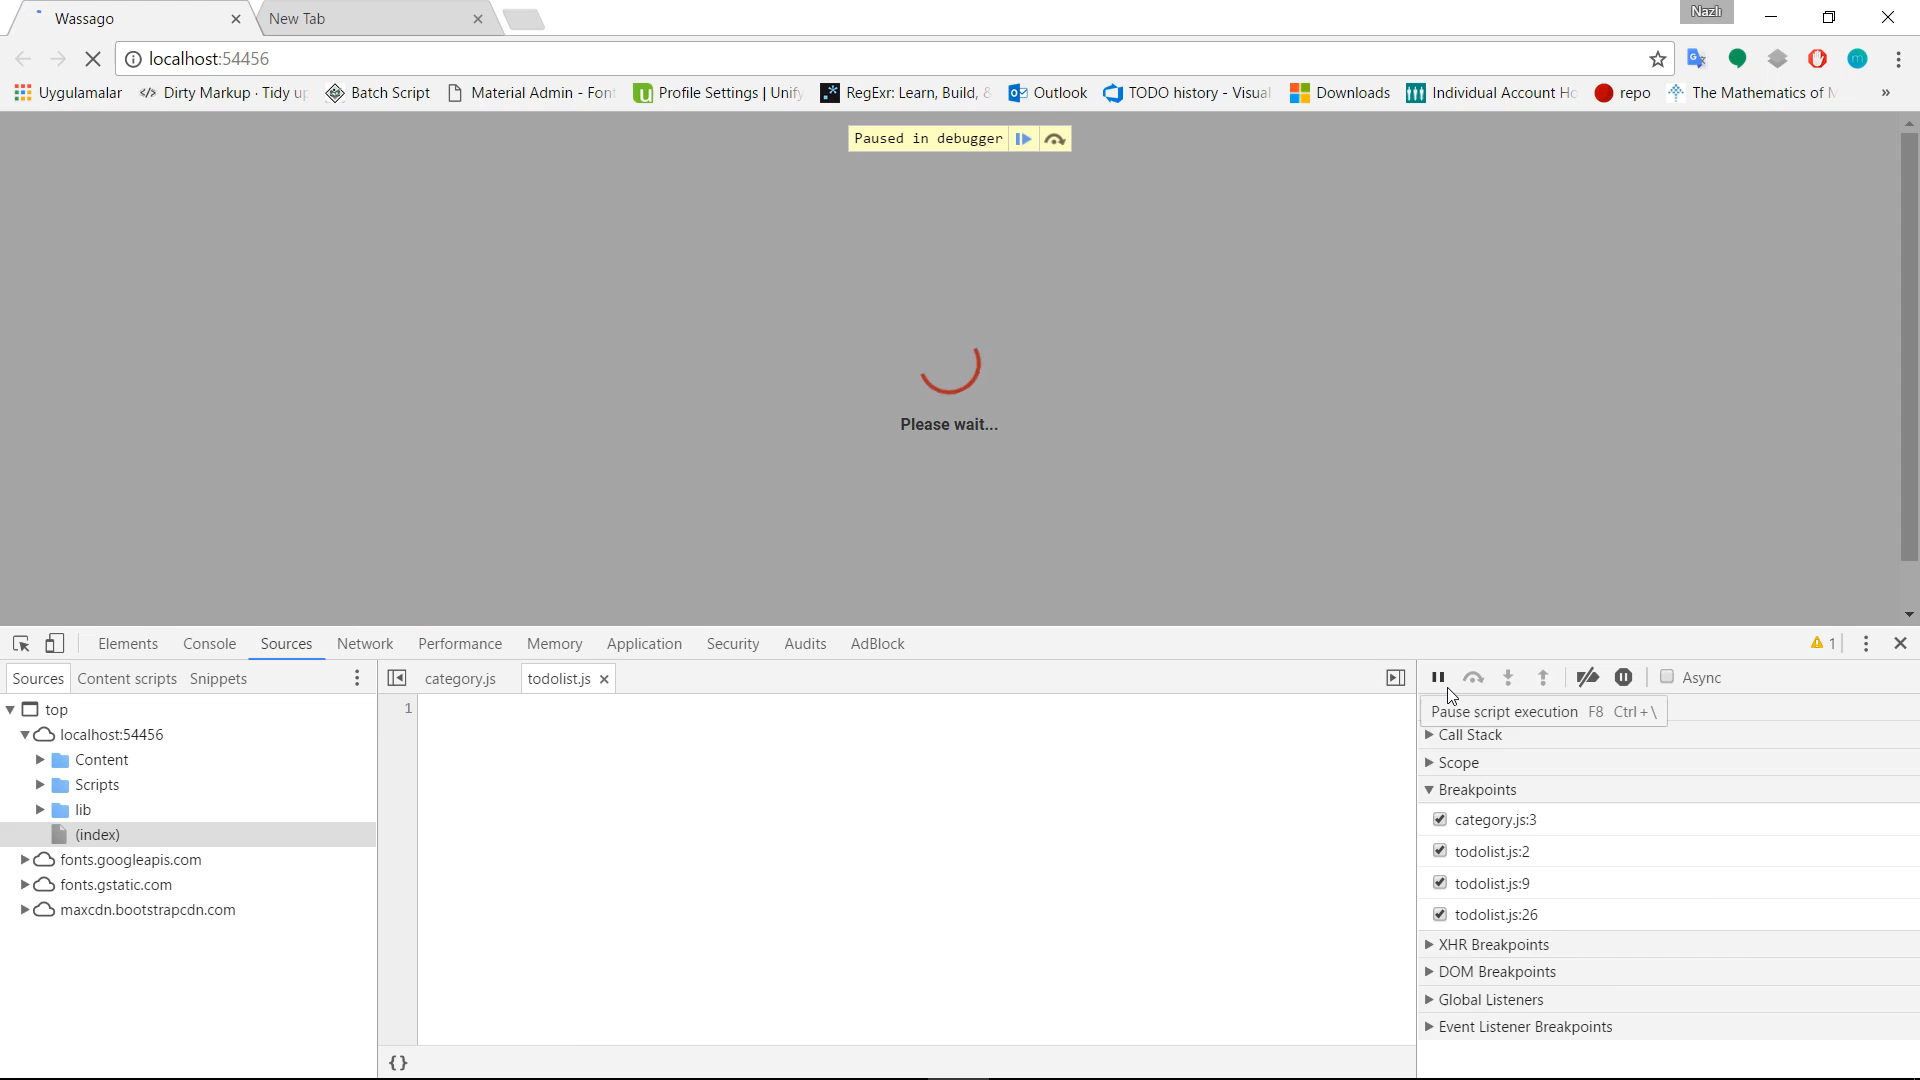 Wassago
New Tab
Nazlı
localhost:54456
Uygulamalar
Dirty Markup · Tidy up
Batch Script
Material Admin - Font
Profile Settings | Unify
RegExr: Learn, Build, &
Outlook
TODO history - Visual
Downloads
Individual Account Ho
repo
The Mathematics of M
»
Paused in debugger
Please wait...
Elements
Console
Sources
Network
Performance
Memory
Application
Security
Audits
AdBlock
1
Sources
Content scripts
Snippets
category.js
todolist.js
Async
Pause script execution F8 Ctrl+\
top
localhost:54456
Content
Scripts
lib
(index)
fonts.googleapis.com
fonts.gstatic.com
maxcdn.bootstrapcdn.com
1
{}
Call Stack
Scope
Breakpoints
category.js:3
todolist.js:2
todolist.js:9
todolist.js:26
XHR Breakpoints
DOM Breakpoints
Global Listeners
Event Listener Breakpoints